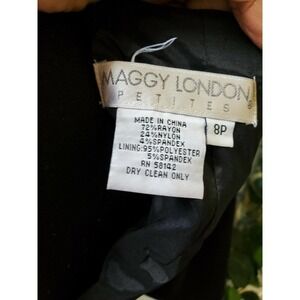 MAGGY LONDON
PETITES
8P
MADE IN CHINA
72%RAYON
24%NYLON
4%SPANDEX
LINING:95%POLYESTER
5%SPANDEX
RN 58142
DRY CLEAN ONLY